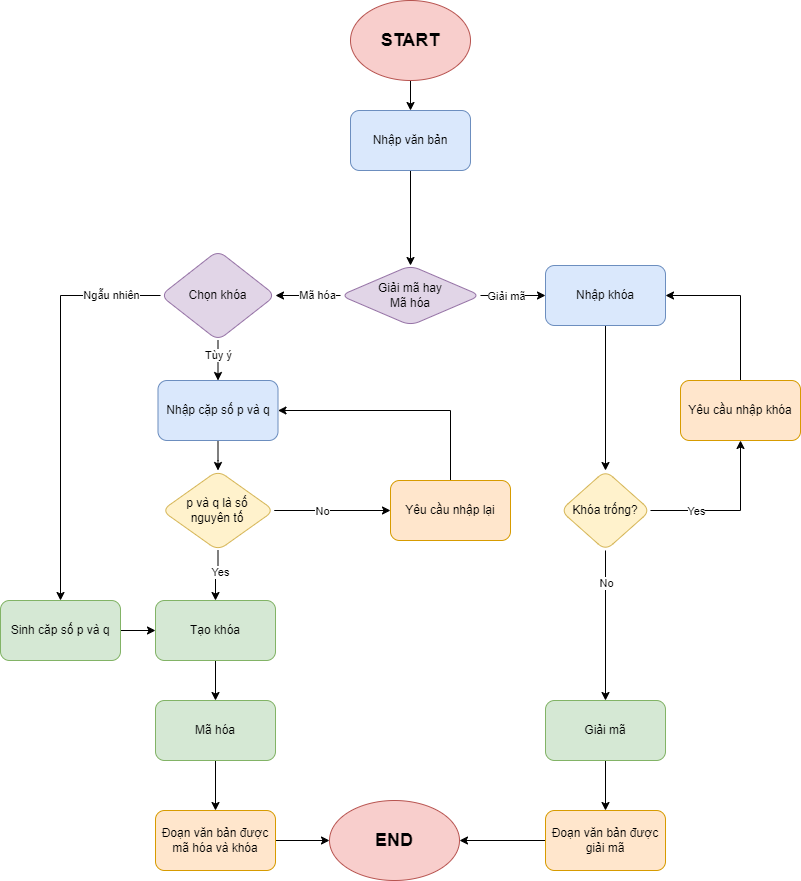 START
Nhập văn bản
Giải mã hay
Mã hóa
Mã hóa
Giải mã
Chọn khóa
Ngẫu nhiên
Tùy ý
Nhập khóa
Nhập cặp số p và q
Yêu cầu nhập khóa
p và q là số
nguyên tố
No
Yêu cầu nhập lại
Khóa trống?
Yes
Yes
No
Sinh căp số p và q
Tạo khóa
Mã hóa
Giải mã
Đoạn văn bản được
mã hóa và khóa
END
Đoạn văn bản được
giải mã